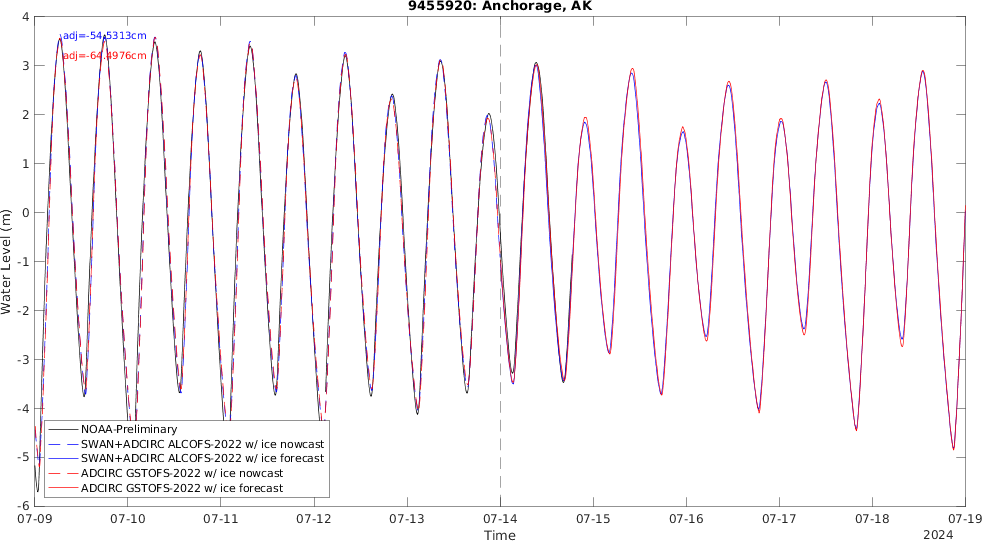 9455920: Anchorage, AK
adj=-54.5313cm
adj=-64.4976cm
4
3
2
1
0
-1
-2
-3
-4
-5
-6
Water Level (m)
NOAA-Preliminary
SWAN+ADCIRC ALCOFS-2022 w/ ice nowcast
SWAN+ADCIRC ALCOFS-2022 w/ ice forecast
ADCIRC GSTOFS-2022 w/ ice nowcast
ADCIRC GSTOFS-2022 w/ ice forecast
07-09 07-10 07-11 07-12 07-13 07-14 07-15 07-16 07-17 07-18 07-19
Time
2024